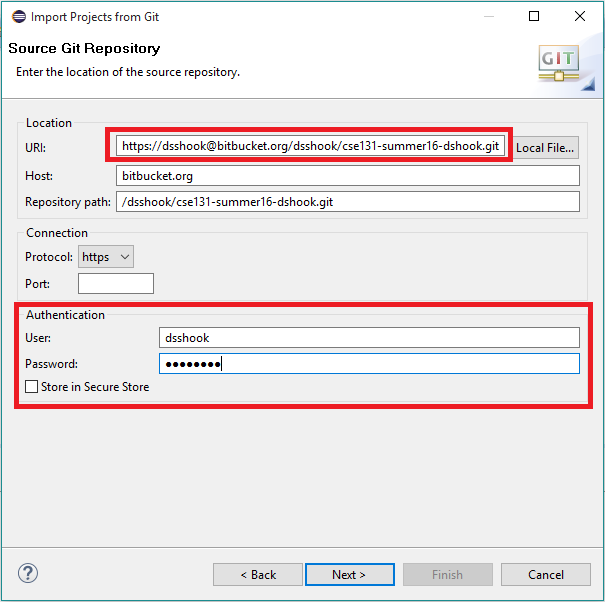 Import Projects from Git
Source Git Repository
Enter the location of the source repository.
GIT
Location
URI: https://dsshook@bitbucket.org/dsshook/cse131-summer16-dshook.git Local File...
Host: bitbucket.org
Repository path: /dsshook/cse131-summer16-dshook.git
Connection
Protocol: https
Port:
Authentication
User: dsshook
Password: ●●●●●●●●
Store in Secure Store
? < Back Next > Finish Cancel